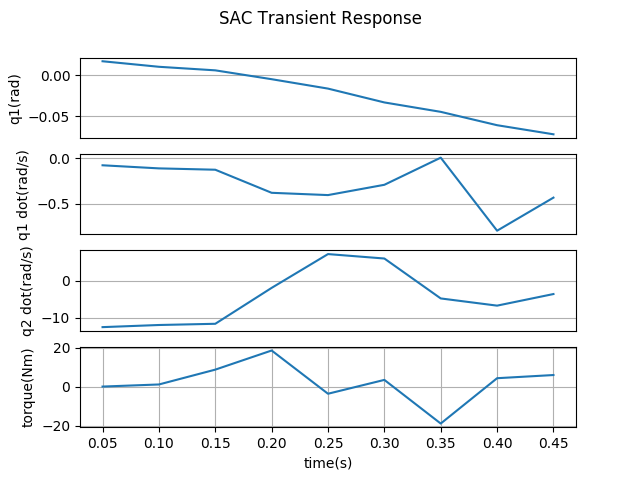 SAC Transient Response
q1(rad)
0.00
−0.05
q1 dot(rad/s)
0.0
−0.5
q2 dot(rad/s)
0
−10
torque(Nm)
20
0
−20
0.05 0.10 0.15 0.20 0.25 0.30 0.35 0.40 0.45
time(s)